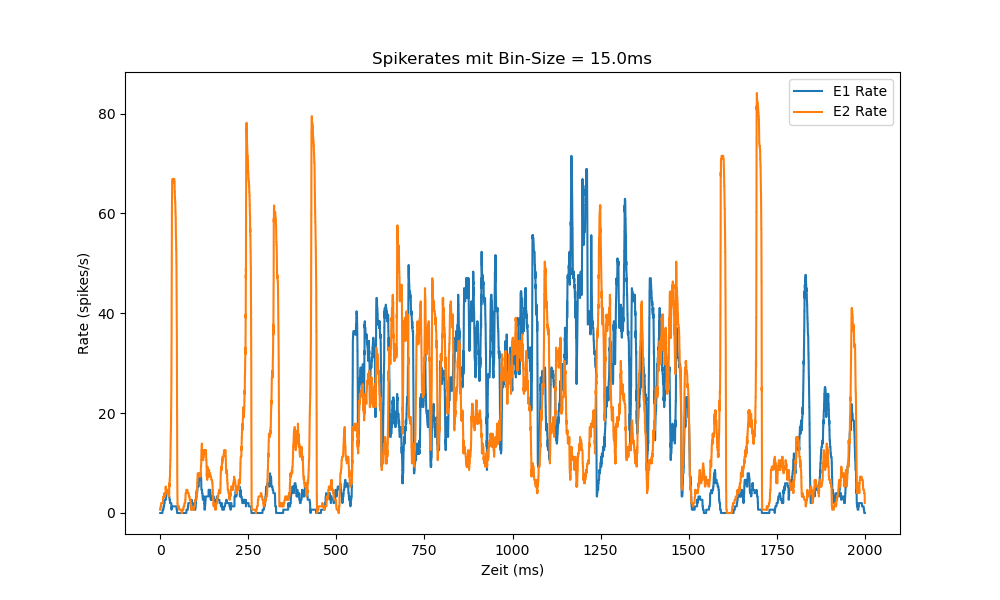 Spikerates mit Bin-Size = 15.0ms
E1 Rate
E2 Rate
Rate (spikes/s)
80
60
40
20
0
0 250 500 750 1000 1250 1500 1750 2000
Zeit (ms)